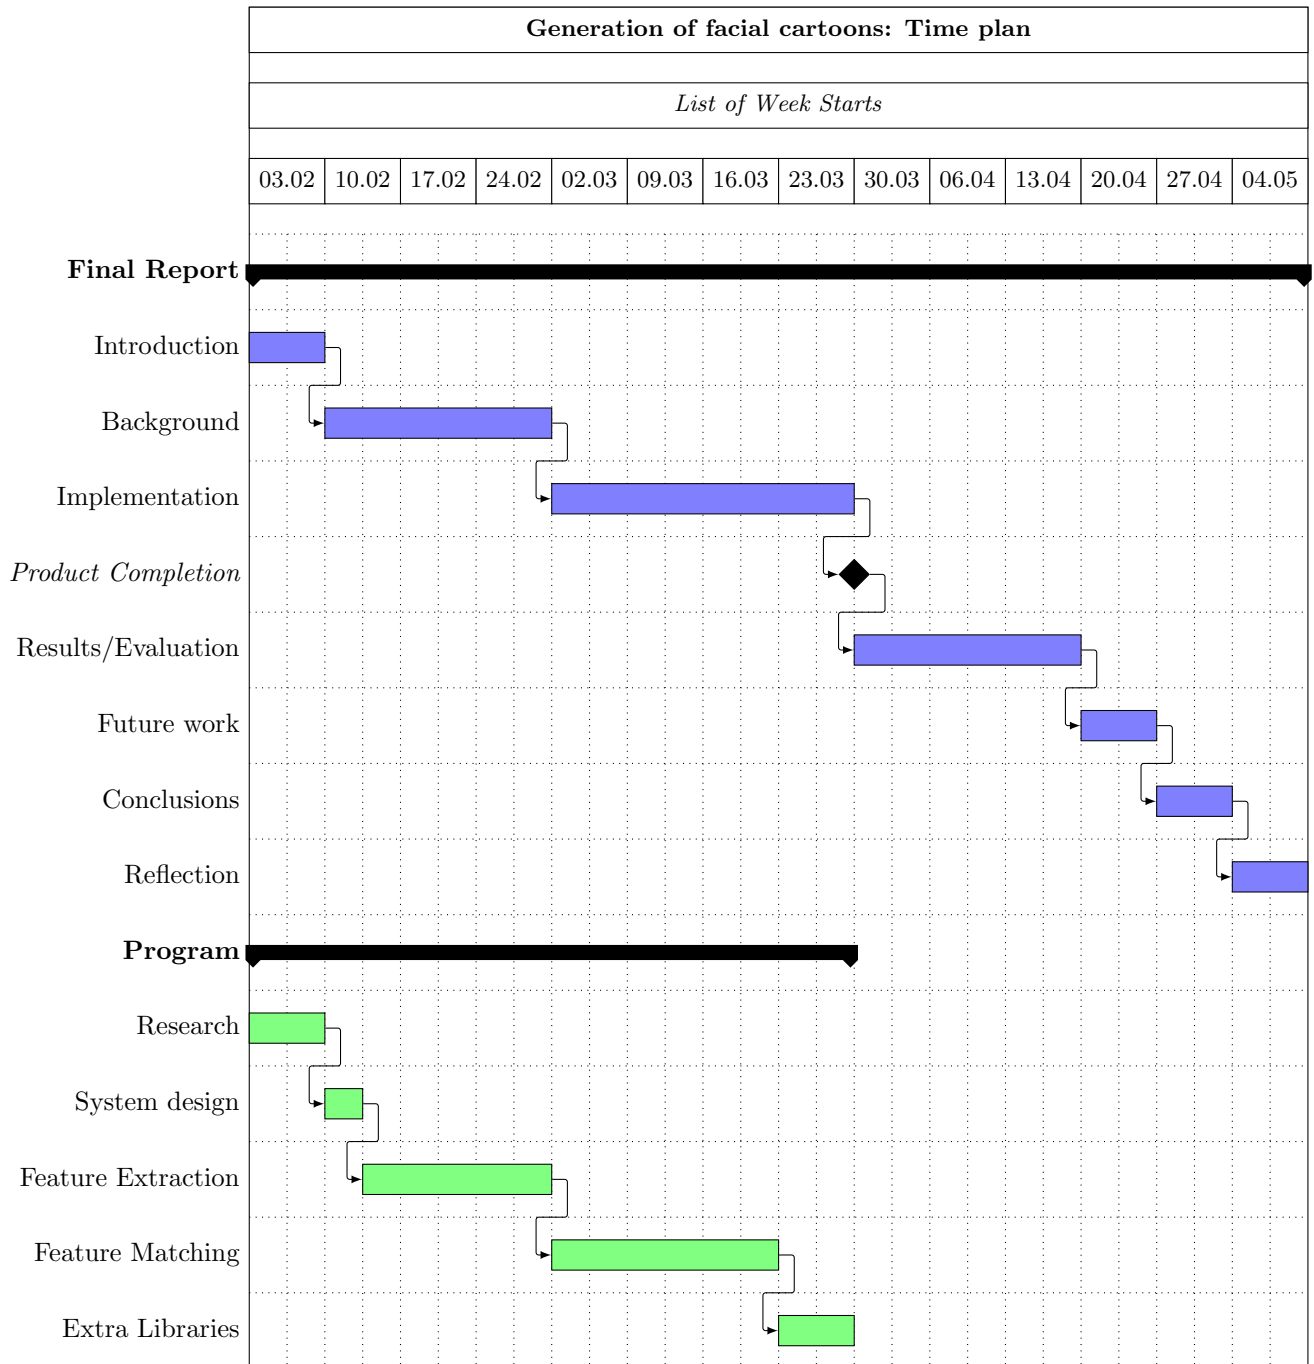 Generation of facial cartoons: Time plan
List of Week Starts
03.02 10.02 17.02 24.02 02.03 09.03 16.03 23.03 30.03 06.04 13.04 20.04 27.04 04.05
Final Report
Introduction
Background
Implementation
Product Completion
Results/Evaluation
Future work
Conclusions
Reflection
Program
Research
System design
Feature Extraction
Feature Matching
Extra Libraries